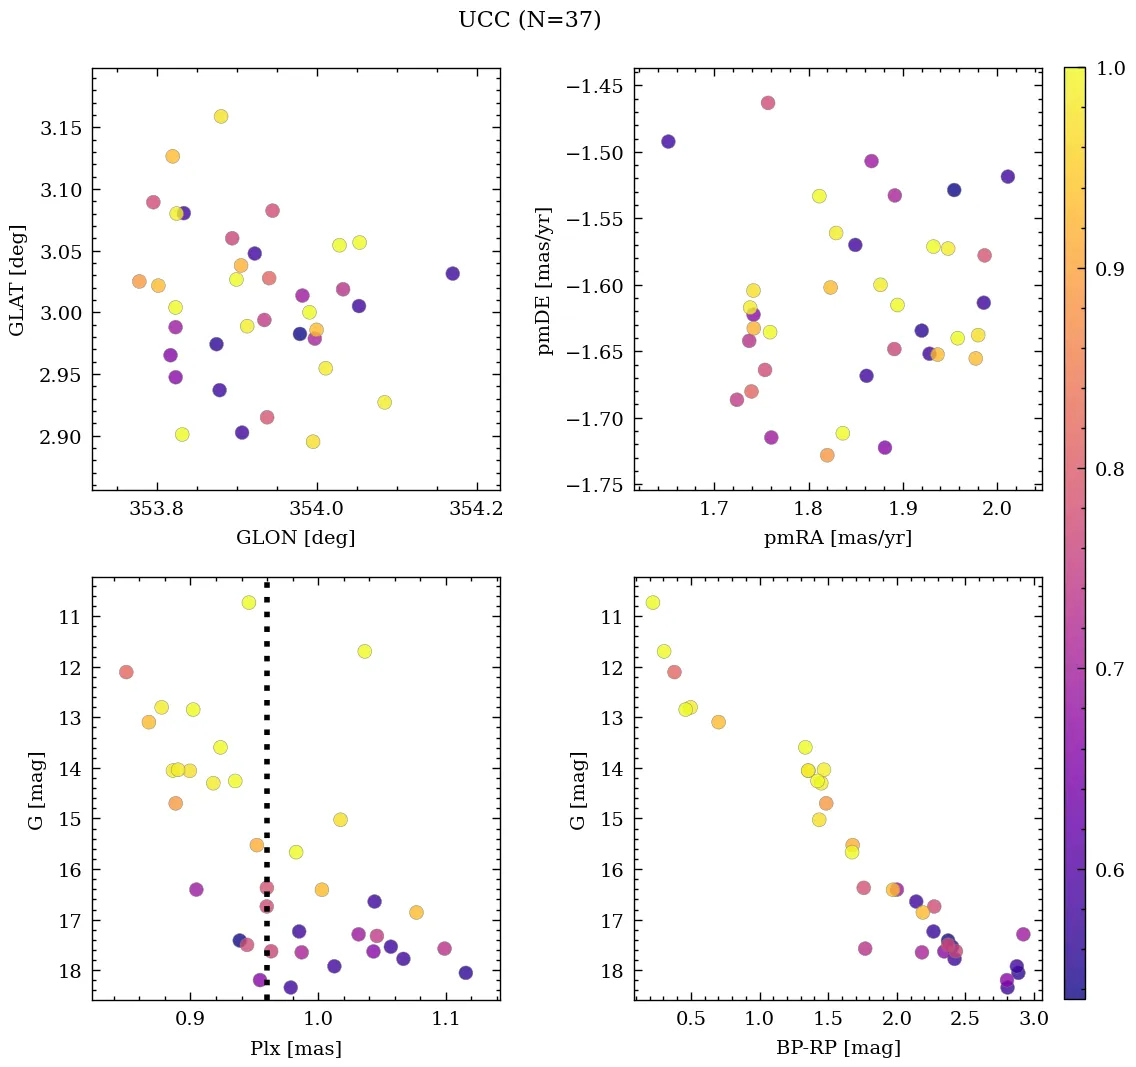 UCC (N=37)
3.15
3.10
3.05
3.00
2.95
2.90
GLAT [deg]
353.8 354.0 354.2
GLON [deg]
−1.45
−1.50
−1.55
−1.60
−1.65
−1.70
−1.75
pmDE [mas/yr]
1.7 1.8 1.9 2.0
pmRA [mas/yr]
11
12
13
14
15
16
17
18
G [mag]
0.9 1.0 1.1
Plx [mas]
11
12
13
14
15
16
17
18
G [mag]
0.5 1.0 1.5 2.0 2.5 3.0
BP-RP [mag]
1.0
0.9
0.8
0.7
0.6